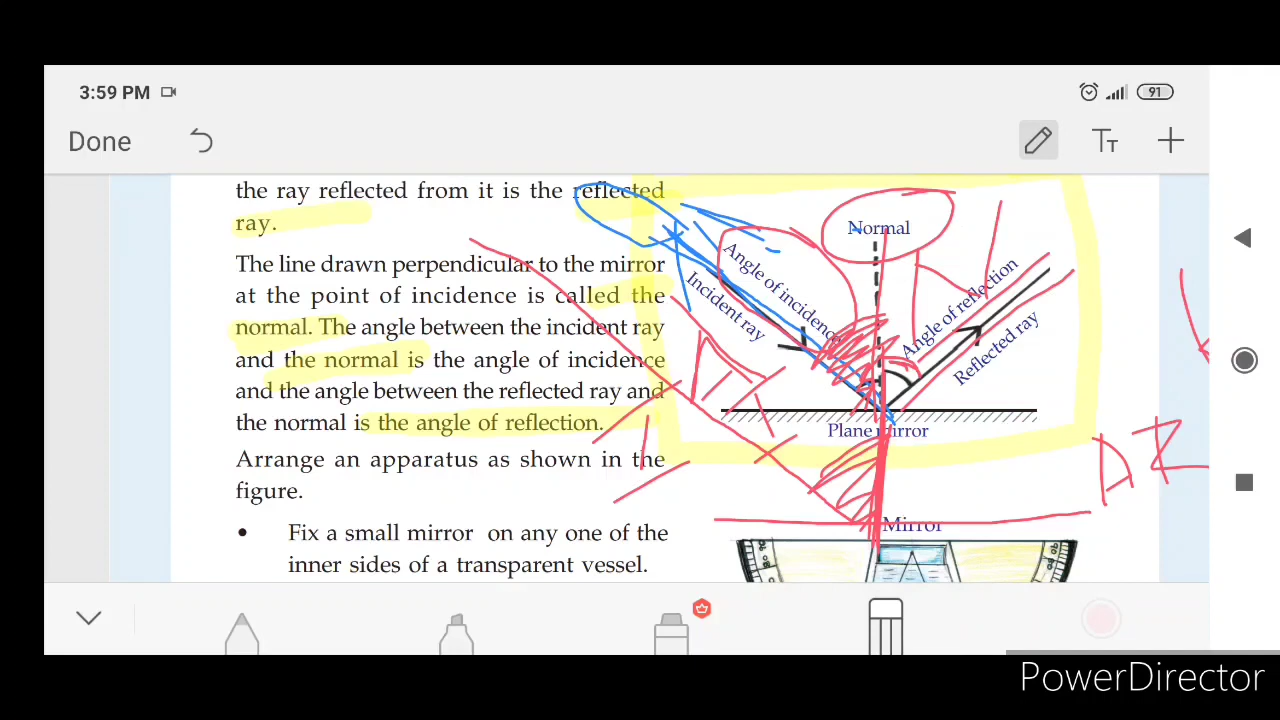 3:59 PM
91
Done
TT
the ray reflected from it is the reflected
ray.
The line drawn perpendicular to the mirror
at the point of incidence is called the
normal. The angle between the incident ray
and the normal is the angle of incidence
and the angle between the reflected ray and
the normal is the angle of reflection.
Arrange an apparatus as shown in the
figure.
• Fix a small mirror on any one of the
inner sides of a transparent vessel.
Normal
Angle of incidence
Incident ray
Angle of reflection
Reflected ray
Plane mirror
Mirror
PowerDirector